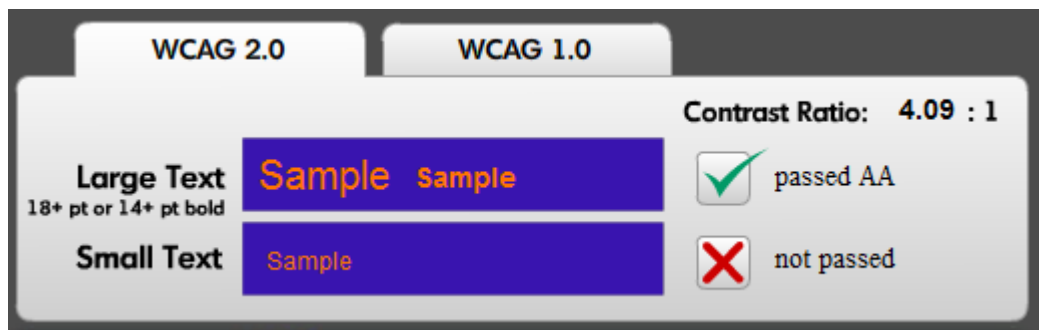 WCAG 2.0 WCAG 1.0
Contrast Ratio: 4.09 : 1
Large Text Sample Sample passed AA
18+ pt or 14+ pt bold
Small Text Sample not passed